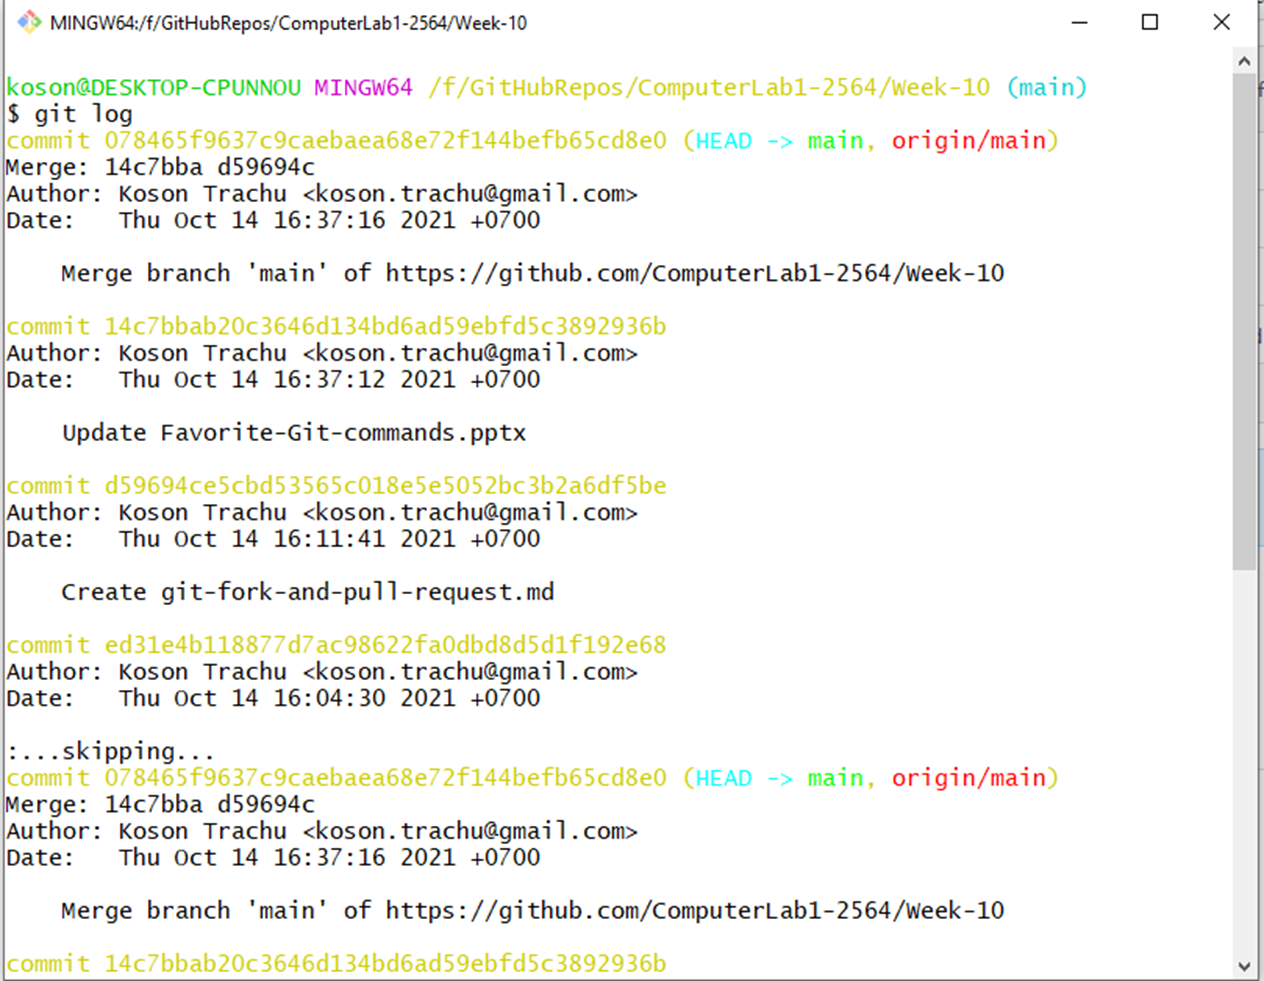 MINGW64:/f/GitHubRepos/ComputerLab1-2564/Week-10
koson@DESKTOP-CPUNNOU MINGW64 /f/GitHubRepos/ComputerLab1-2564/Week-10 (main)
$ git log
commit 078465f9637c9caebaea68e72f144befb65cd8e0 (HEAD -> main, origin/main)
Merge: 14c7bba d59694c
Author: Koson Trachu <koson.trachu@gmail.com>
Date:   Thu Oct 14 16:37:16 2021 +0700
    Merge branch 'main' of https://github.com/ComputerLab1-2564/Week-10
commit 14c7bbab20c3646d134bd6ad59ebfd5c3892936b
Author: Koson Trachu <koson.trachu@gmail.com>
Date:   Thu Oct 14 16:37:12 2021 +0700
    Update Favorite-Git-commands.pptx
commit d59694ce5cbd53565c018e5e5052bc3b2a6df5be
Author: Koson Trachu <koson.trachu@gmail.com>
Date:   Thu Oct 14 16:11:41 2021 +0700
    Create git-fork-and-pull-request.md
commit ed31e4b118877d7ac98622fa0dbd8d5d1f192e68
Author: Koson Trachu <koson.trachu@gmail.com>
Date:   Thu Oct 14 16:04:30 2021 +0700
:...skipping...
commit 078465f9637c9caebaea68e72f144befb65cd8e0 (HEAD -> main, origin/main)
Merge: 14c7bba d59694c
Author: Koson Trachu <koson.trachu@gmail.com>
Date:   Thu Oct 14 16:37:16 2021 +0700
    Merge branch 'main' of https://github.com/ComputerLab1-2564/Week-10
commit 14c7bbab20c3646d134bd6ad59ebfd5c3892936b